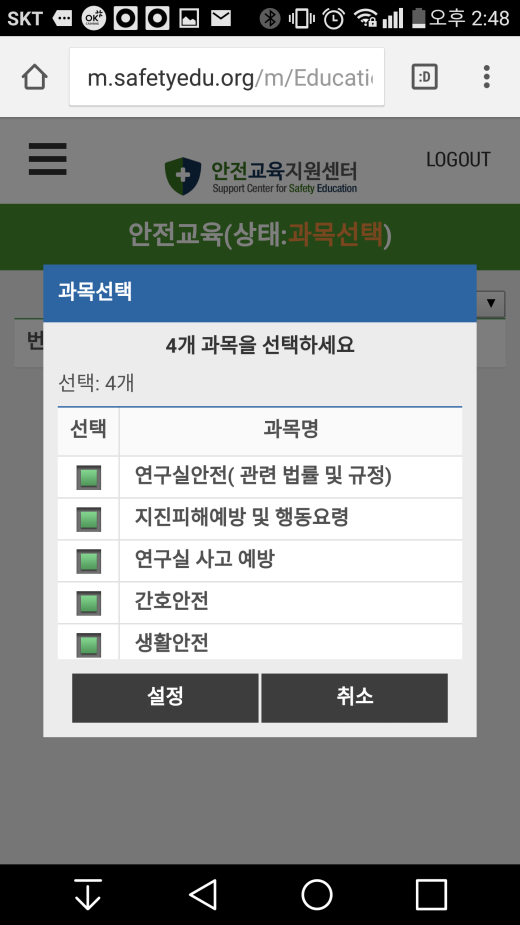 SKT
OK
오후 2:48
m.safetyedu.org/m/Educati
:D
안전교육지원센터
Support Center for Safety Education
LOGOUT
안전교육(상태:과목선택)
과목선택
번
4개 과목을 선택하세요
선택: 4개
선택 과목명
연구실안전( 관련 법률 및 규정)
지진피해예방 및 행동요령
연구실 사고 예방
간호안전
생활안전
설정 취소